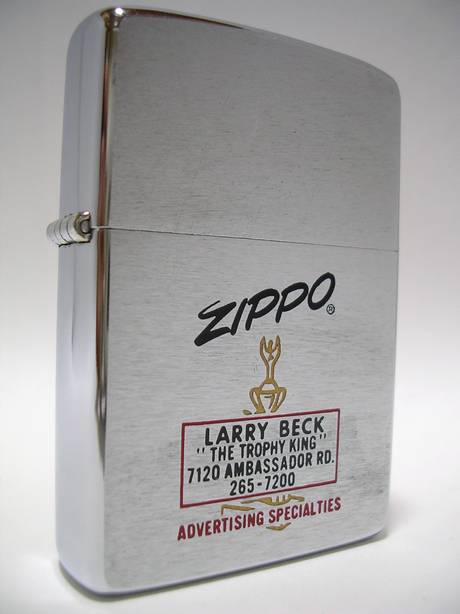 ZIPPO®
LARRY BECK
"THE TROPHY KING"
7120 AMBASSADOR RD.
265-7200
ADVERTISING SPECIALTIES